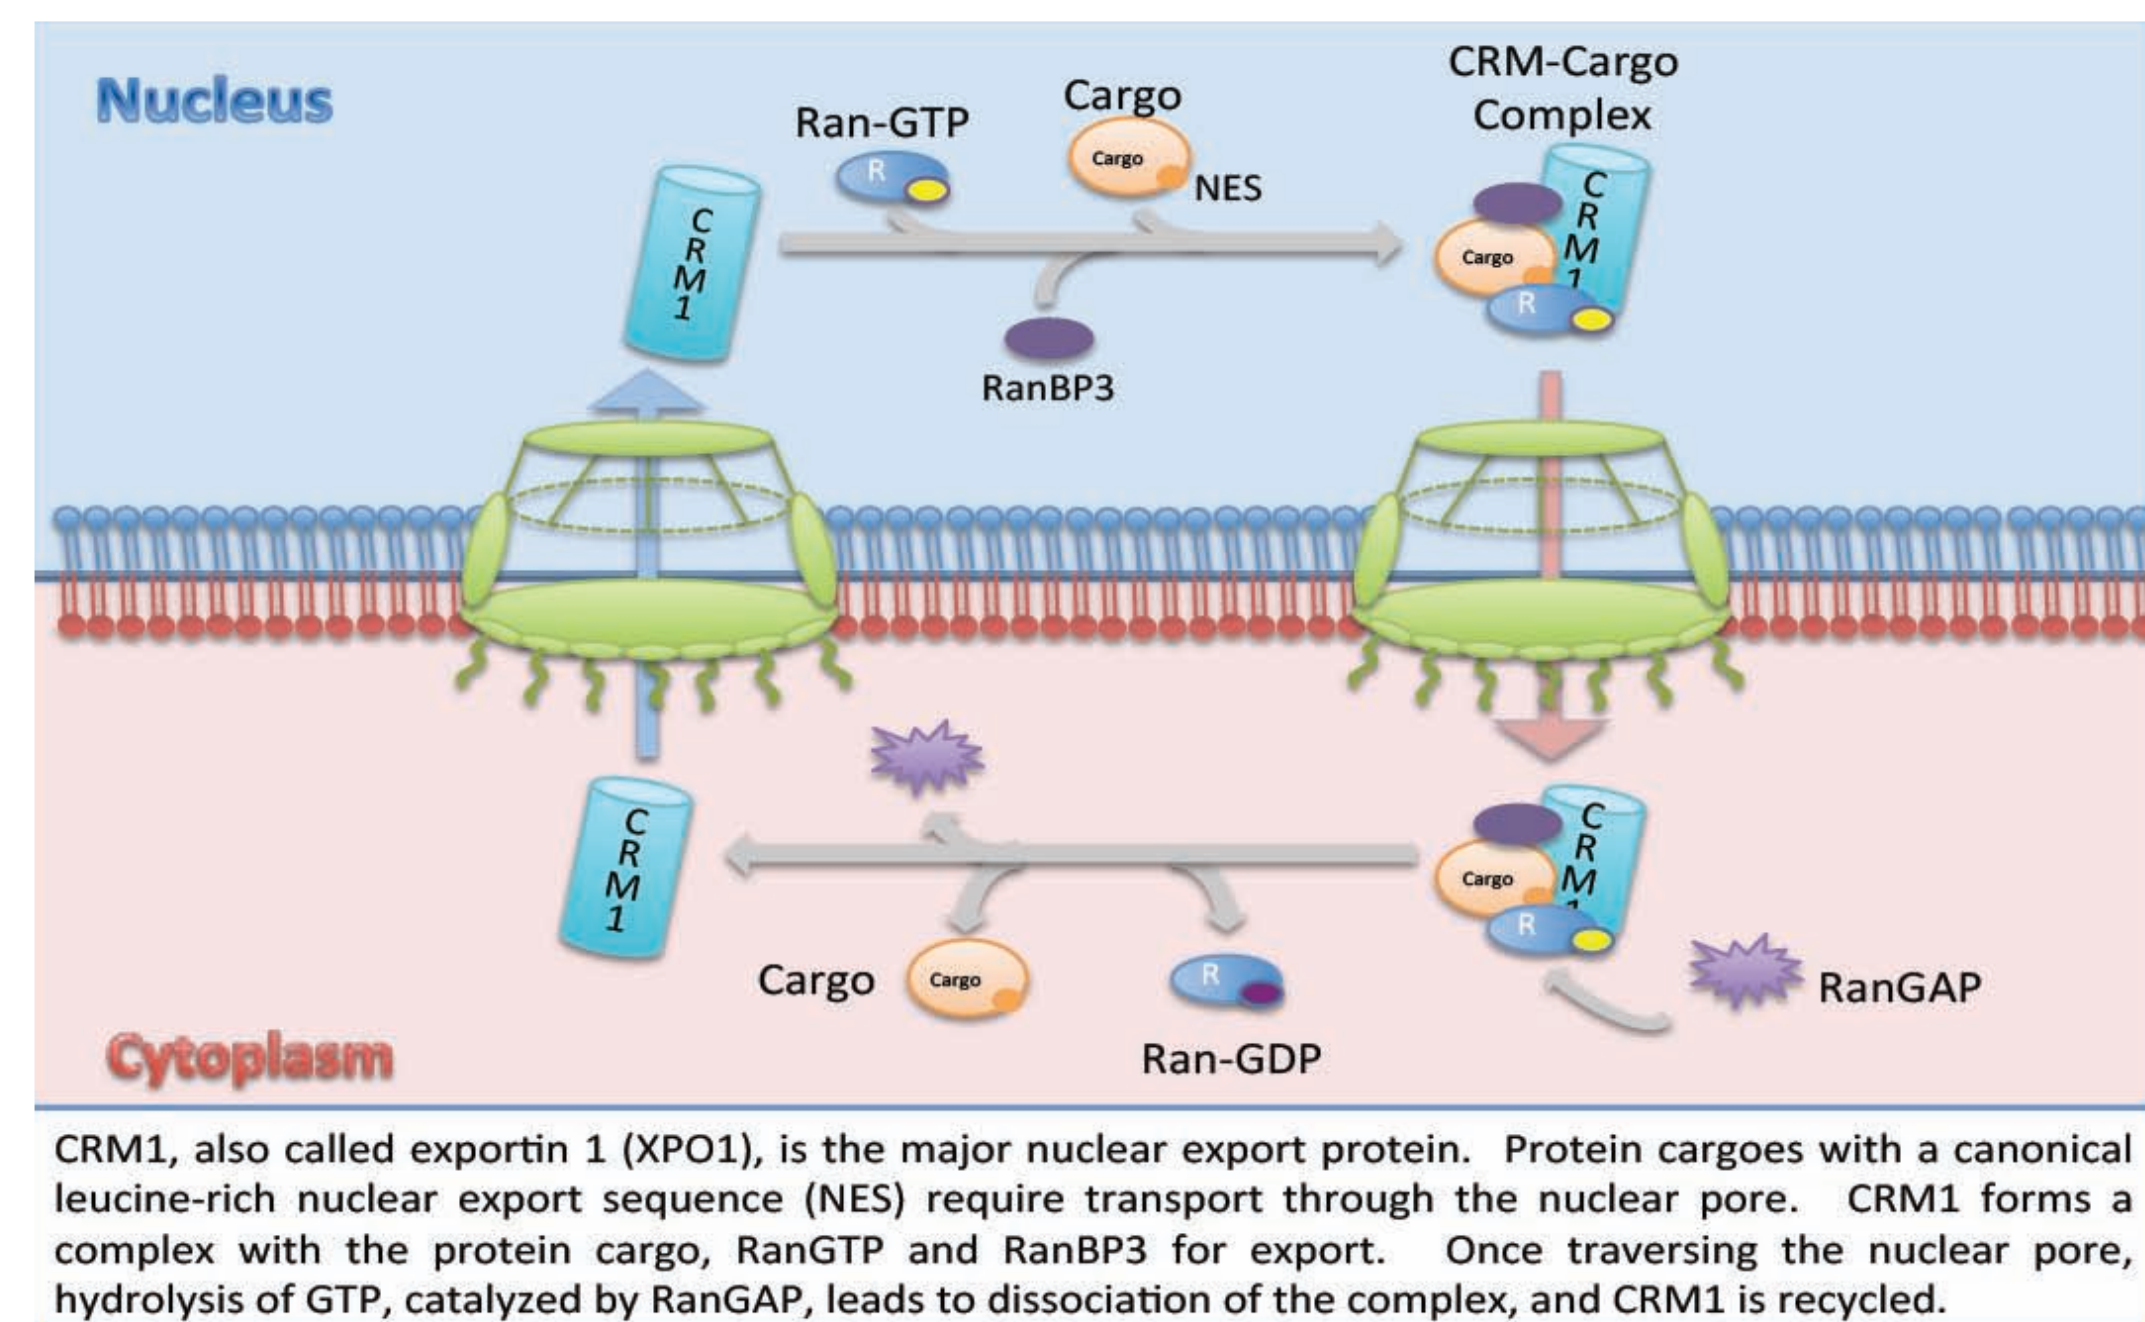 Nucleus
Ran-GTP
R
Cargo
Cargo
NES
CRM-Cargo
Complex
CRM1
CRM1
Cargo
R
RanBP3
CRM1
CRM1
Cargo
R
Cargo
Cargo
R
Ran-GDP
RanGAP
Cytoplasm
CRM1, also called exportin 1 (XPO1), is the major nuclear export protein. Protein cargoes with a canonical
leucine-rich nuclear export sequence (NES) require transport through the nuclear pore. CRM1 forms a
complex with the protein cargo, RanGTP and RanBP3 for export. Once traversing the nuclear pore,
hydrolysis of GTP, catalyzed by RanGAP, leads to dissociation of the complex, and CRM1 is recycled.